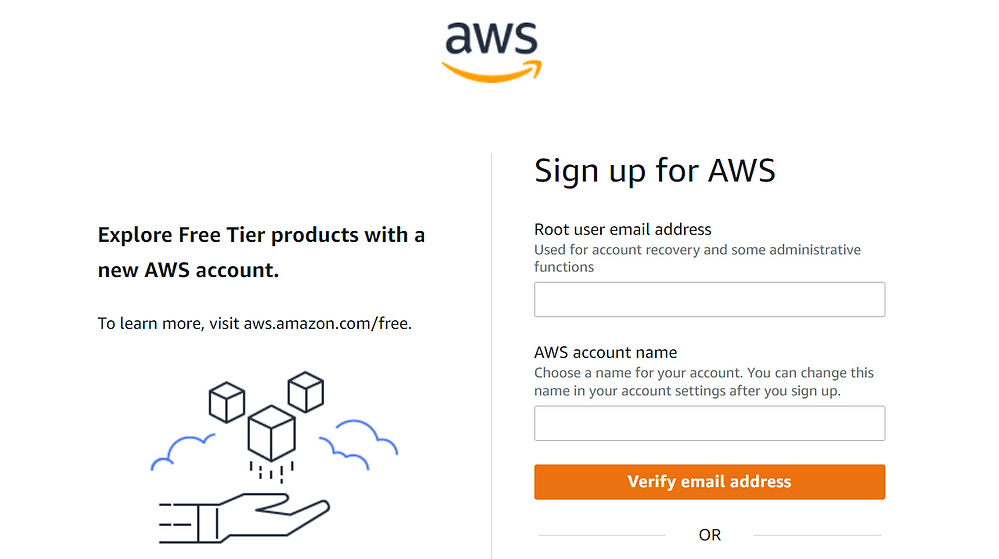 aws
Explore Free Tier products with a
new AWS account.
To learn more, visit aws.amazon.com/free.
Sign up for AWS
Root user email address
Used for account recovery and some administrative
functions
AWS account name
Choose a name for your account. You can change this
name in your account settings after you sign up.
Verify email address
OR